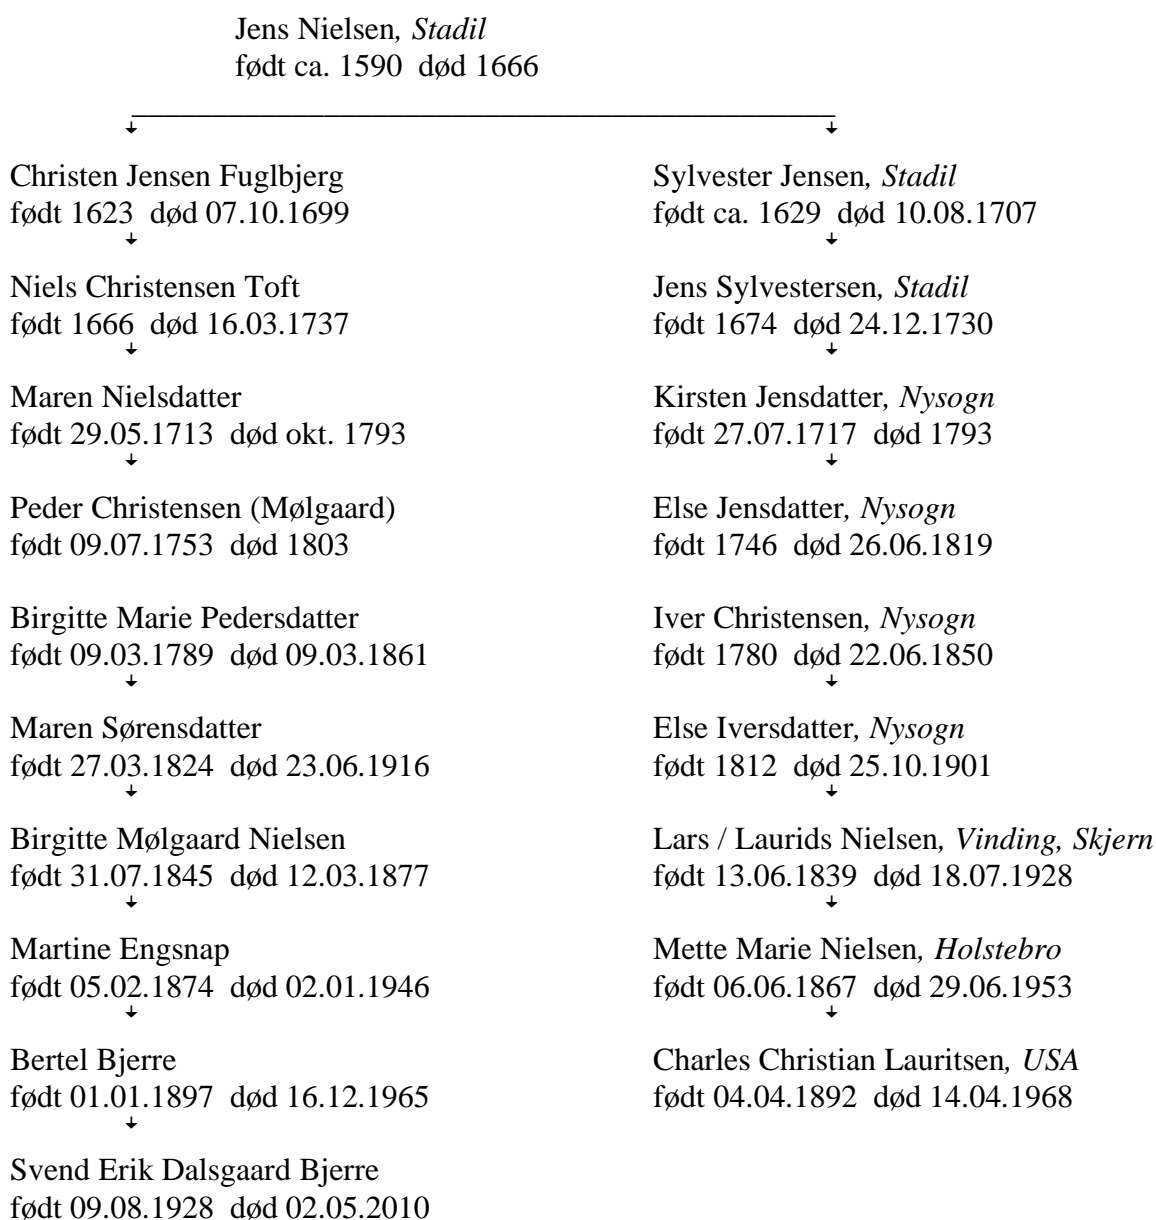 Jens Nielsen, Stadil
født ca. 1590 død 1666
Christen Jensen Fuglbjerg
født 1623 død 07.10.1699
Sylvester Jensen, Stadil
født ca. 1629 død 10.08.1707
Niels Christensen Toft
født 1666 død 16.03.1737
Jens Sylvestersen, Stadil
født 1674 død 24.12.1730
Maren Nielsdatter
født 29.05.1713 død okt. 1793
Kirsten Jensdatter, Nysogn
født 27.07.1717 død 1793
Peder Christensen (Mølgaard)
født 09.07.1753 død 1803
Else Jensdatter, Nysogn
født 1746 død 26.06.1819
Birgitte Marie Pedersdatter
født 09.03.1789 død 09.03.1861
Iver Christensen, Nysogn
født 1780 død 22.06.1850
Maren Sørensdatter
født 27.03.1824 død 23.06.1916
Else Iversdatter, Nysogn
født 1812 død 25.10.1901
Birgitte Mølgaard Nielsen
født 31.07.1845 død 12.03.1877
Lars / Laurids Nielsen, Vinding, Skjern
født 13.06.1839 død 18.07.1928
Martine Engsnap
født 05.02.1874 død 02.01.1946
Mette Marie Nielsen, Holstebro
født 06.06.1867 død 29.06.1953
Bertel Bjerre
født 01.01.1897 død 16.12.1965
Charles Christian Lauritsen, USA
født 04.04.1892 død 14.04.1968
Svend Erik Dalsgaard Bjerre
født 09.08.1928 død 02.05.2010